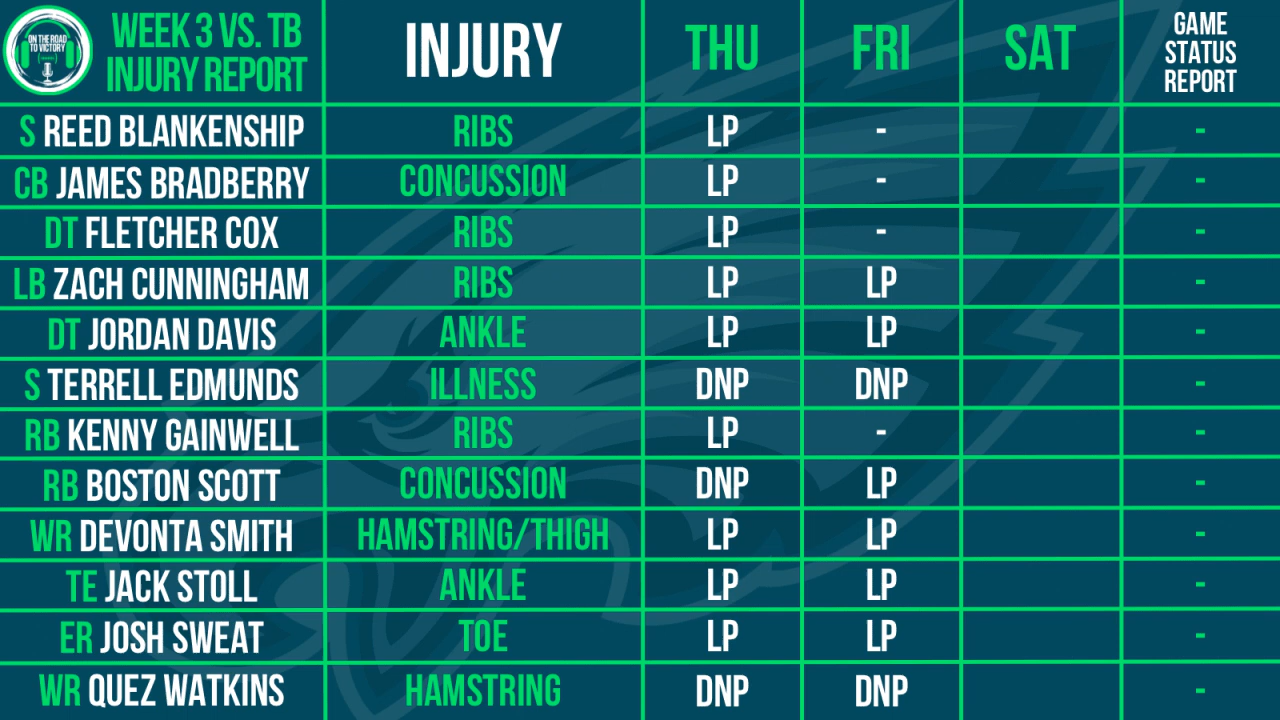 ON THE ROAD
TO VICTORY
WEEK 3 VS. TB
INJURY REPORT
INJURY
THU
FRI
SAT
GAME
STATUS
REPORT
S REED BLANKENSHIP RIBS LP - -
CB JAMES BRADBERRY CONCUSSION LP - -
DT FLETCHER COX RIBS LP - -
LB ZACH CUNNINGHAM RIBS LP LP -
DT JORDAN DAVIS ANKLE LP LP -
S TERRELL EDMUNDS ILLNESS DNP DNP -
RB KENNY GAINWELL RIBS LP - -
RB BOSTON SCOTT CONCUSSION DNP LP -
WR DEVONTA SMITH HAMSTRING/THIGH LP LP -
TE JACK STOLL ANKLE LP LP -
ER JOSH SWEAT TOE LP LP -
WR QUEZ WATKINS HAMSTRING DNP DNP -